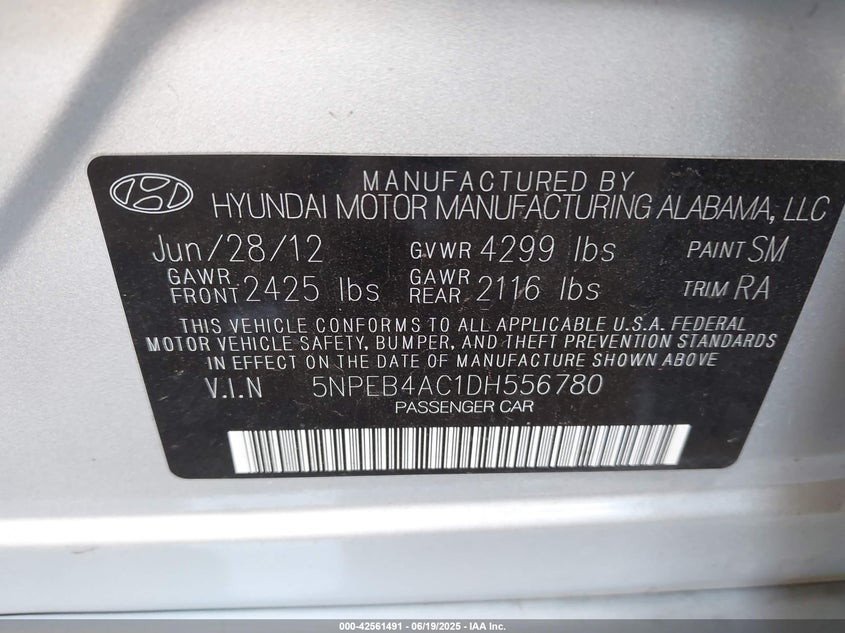 MANUFACTURED BY
HYUNDAI MOTOR MANUFACTURING ALABAMA, LLC
Jun/28/12 GVWR 4299 lbs PAINT SM
GAWR FRONT 2425 lbs GAWR REAR 2116 lbs TRIM RA
THIS VEHICLE CONFORMS TO ALL APPLICABLE U.S.A. FEDERAL
MOTOR VEHICLE SAFETY, BUMPER, AND THEFT PREVENTION STANDARDS
IN EFFECT ON THE DATE OF MANUFACTURE SHOWN ABOVE
V.I.N 5NPEB4AC1DH556780
PASSENGER CAR
000-42561491 | 06/19/2025 | IAA Inc.